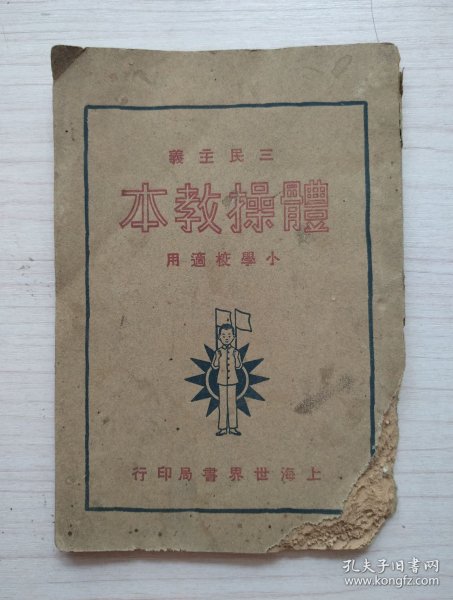 三民主義
體操教本
小學校適用
上海世界書局印行
孔夫子旧书网
www.kongfz.com